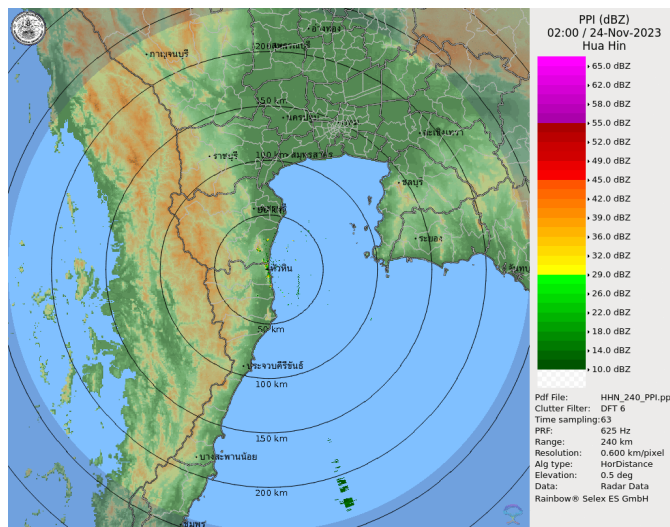 PPI (dBZ)
02:00 / 24-Nov-2023
Hua Hin
65.0 dBZ
62.0 dBZ
58.0 dBZ
55.0 dBZ
52.0 dBZ
49.0 dBZ
45.0 dBZ
42.0 dBZ
39.0 dBZ
36.0 dBZ
32.0 dBZ
29.0 dBZ
26.0 dBZ
22.0 dBZ
18.0 dBZ
14.0 dBZ
10.0 dBZ
Pdf File: HHN_240_PPI.pp
Clutter Filter: DFT 6
Time sampling:63
PRF: 625 Hz
Range: 240 km
Resolution: 0.600 km/pixel
Alg type: HorDistance
Elevation: 0.5 deg
Data: Radar Data
Rainbow® Selex ES GmbH
อ่างทอง
กาญจนบุรี
150 km
นครปฐม
ฉะเชิงเทรา
ราชบุรี
100 km
สมุทรสาคร
ชลบุรี
ระยอง
หัวหิน
50 km
ประจวบคีรีขันธ์
100 km
150 km
บางสะพานน้อย
200 km
ชุมพร